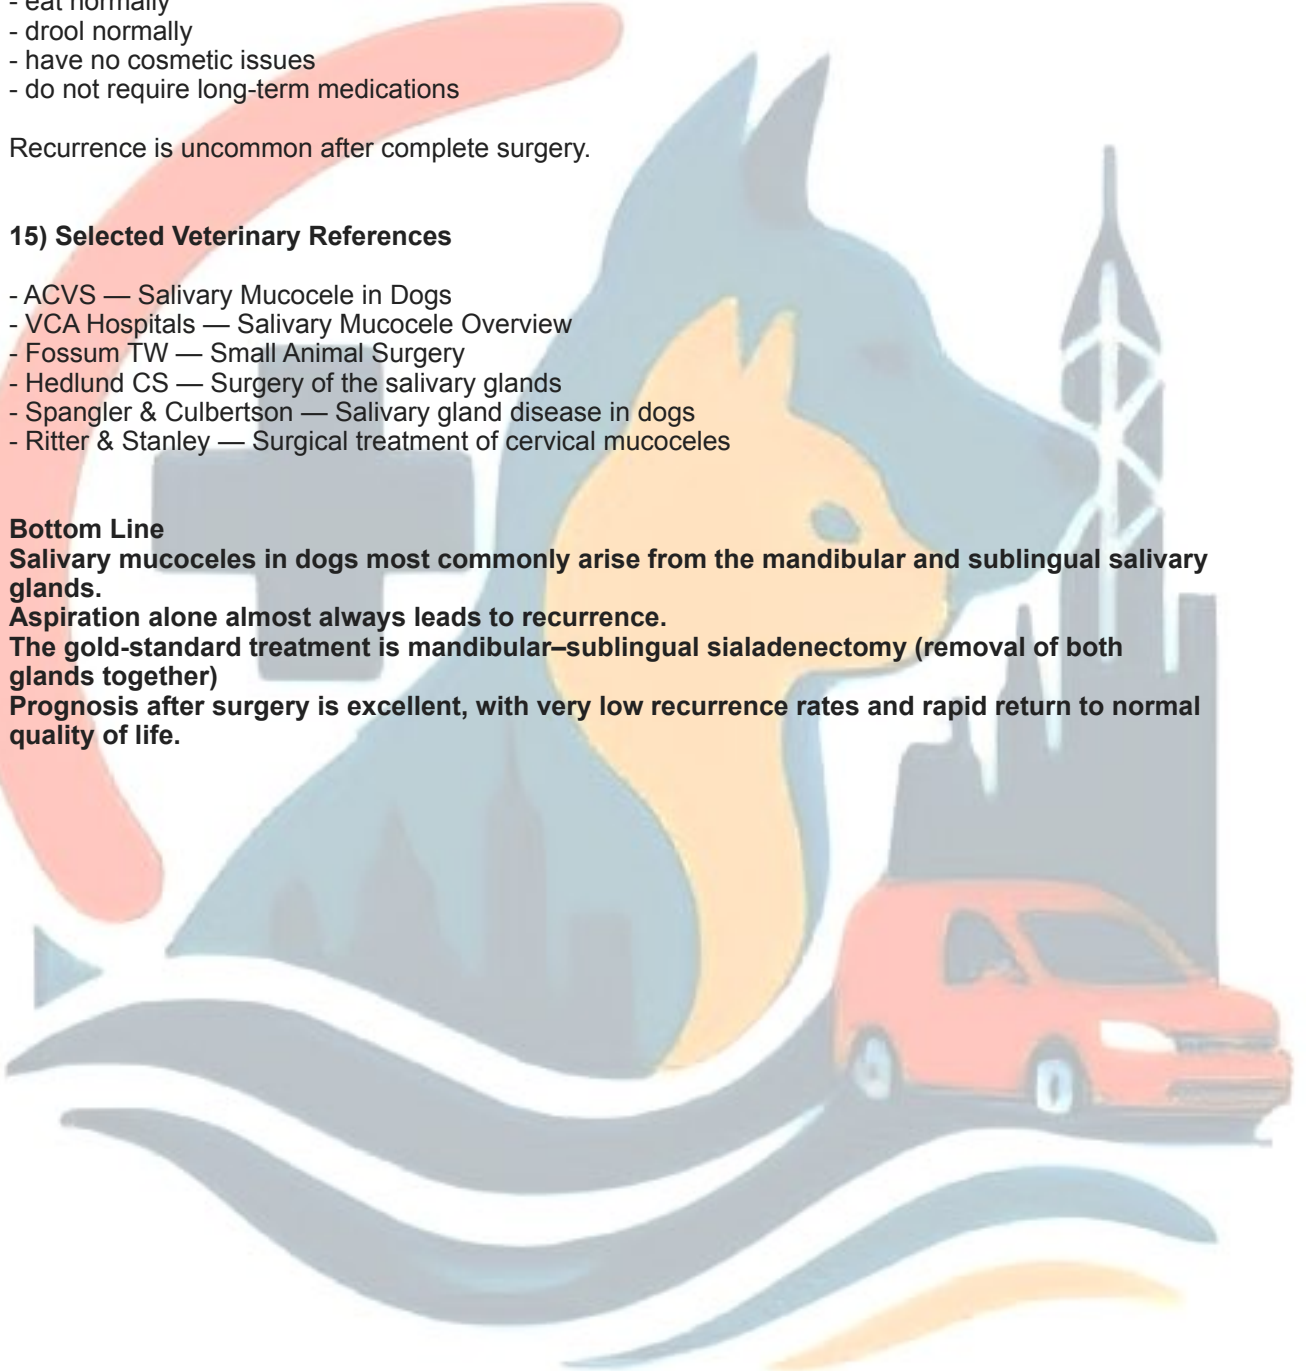 - eat normally
- drool normally
- have no cosmetic issues
- do not require long-term medications
Recurrence is uncommon after complete surgery.
15) Selected Veterinary References
- ACVS — Salivary Mucocele in Dogs
- VCA Hospitals — Salivary Mucocele Overview
- Fossum TW — Small Animal Surgery
- Hedlund CS — Surgery of the salivary glands
- Spangler & Culbertson — Salivary gland disease in dogs
- Ritter & Stanley — Surgical treatment of cervical mucoceles
Bottom Line
Salivary mucoceles in dogs most commonly arise from the mandibular and sublingual salivary
glands.
Aspiration alone almost always leads to recurrence.
The gold-standard treatment is mandibular–sublingual sialadenectomy (removal of both
glands together)
Prognosis after surgery is excellent, with very low recurrence rates and rapid return to normal
quality of life.